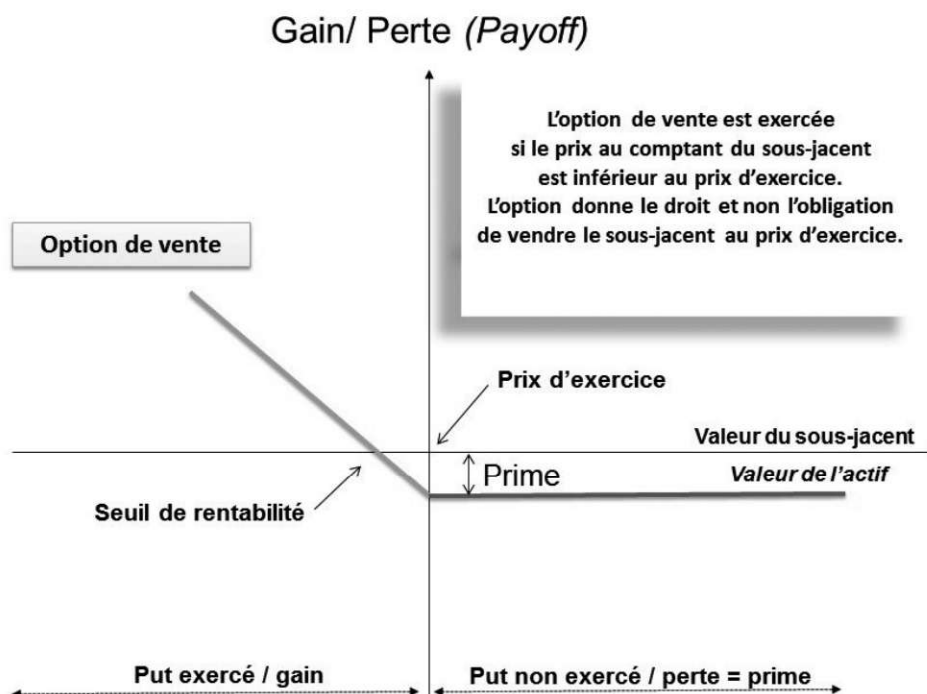 Gain/ Perte (Payoff)
L'option de vente est exercée
si le prix au comptant du sous-jacent
est inférieur au prix d'exercice.
L'option donne le droit et non l'obligation
de vendre le sous-jacent au prix d'exercice.
Option de vente
Prix d'exercice
Valeur du sous-jacent
Prime
Valeur de l'actif
Seuil de rentabilité
Put exercé / gain
Put non exercé / perte = prime